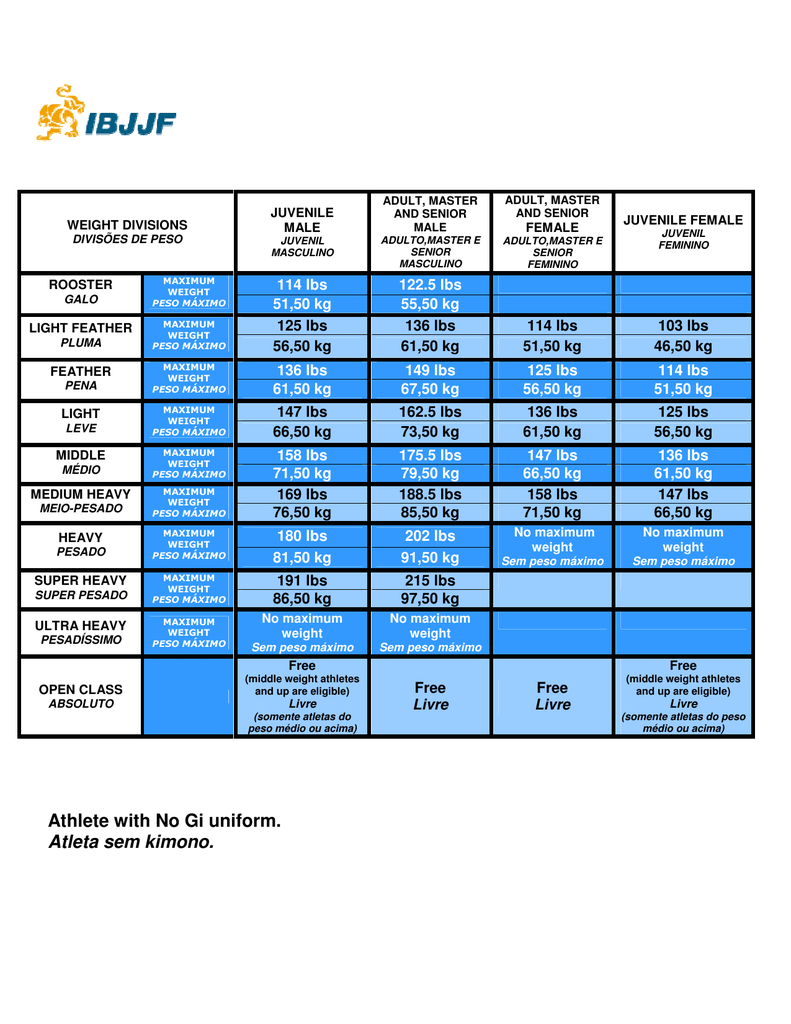 IBJJF
WEIGHT DIVISIONS
DIVISÕES DE PESO
JUVENILE
MALE
JUVENIL
MASCULINO
ADULT, MASTER
AND SENIOR
MALE
ADULTO,MASTER E
SENIOR
MASCULINO
ADULT, MASTER
AND SENIOR
FEMALE
ADULTO,MASTER E
SENIOR
FEMININO
JUVENILE FEMALE
JUVENIL
FEMININO
ROOSTER
GALO
MAXIMUM
WEIGHT
PESO MÁXIMO
114 lbs
51,50 kg
122.5 lbs
55,50 kg
LIGHT FEATHER
PLUMA
MAXIMUM
WEIGHT
PESO MÁXIMO
125 lbs
56,50 kg
136 lbs
61,50 kg
114 lbs
51,50 kg
103 lbs
46,50 kg
FEATHER
PENA
MAXIMUM
WEIGHT
PESO MÁXIMO
136 lbs
61,50 kg
149 lbs
67,50 kg
125 lbs
56,50 kg
114 lbs
51,50 kg
LIGHT
LEVE
MAXIMUM
WEIGHT
PESO MÁXIMO
147 lbs
66,50 kg
162.5 lbs
73,50 kg
136 lbs
61,50 kg
125 lbs
56,50 kg
MIDDLE
MÉDIO
MAXIMUM
WEIGHT
PESO MÁXIMO
158 lbs
71,50 kg
175.5 lbs
79,50 kg
147 lbs
66,50 kg
136 lbs
61,50 kg
MEDIUM HEAVY
MEIO-PESADO
MAXIMUM
WEIGHT
PESO MÁXIMO
169 lbs
76,50 kg
188.5 lbs
85,50 kg
158 lbs
71,50 kg
147 lbs
66,50 kg
HEAVY
PESADO
MAXIMUM
WEIGHT
PESO MÁXIMO
180 lbs
81,50 kg
202 lbs
91,50 kg
No maximum
weight
Sem peso máximo
No maximum
weight
Sem peso máximo
SUPER HEAVY
SUPER PESADO
MAXIMUM
WEIGHT
PESO MÁXIMO
191 lbs
86,50 kg
215 lbs
97,50 kg
ULTRA HEAVY
PESADÍSSIMO
MAXIMUM
WEIGHT
PESO MÁXIMO
No maximum
weight
Sem peso máximo
No maximum
weight
Sem peso máximo
OPEN CLASS
ABSOLUTO
Free
(middle weight athletes
and up are eligible)
Livre
(somente atletas do
peso médio ou acima)
Free
Livre
Free
Livre
Free
(middle weight athletes
and up are eligible)
Livre
(somente atletas do peso
médio ou acima)
Athlete with No Gi uniform.
Atleta sem kimono.